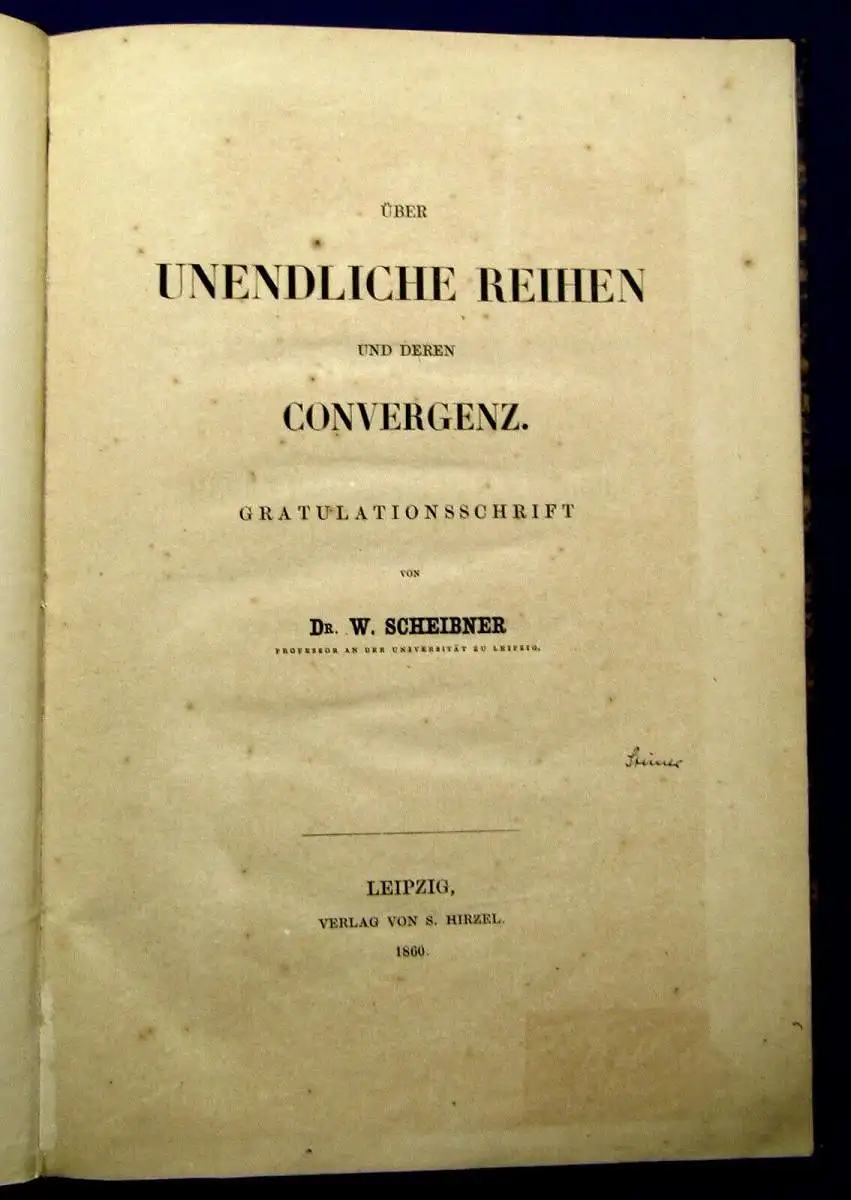 ÜBER
UNENDLICHE REIHEN
UND DEREN
CONVERGENZ.
GRATULATIONSSCHRIFT
VON
DR. W. SCHEIBNER
PROFESSOR AN DER UNIVERSITÄT ZU LEIPZIG.
Steiner
LEIPZIG,
VERLAG VON S. HIRZEL.
1860.